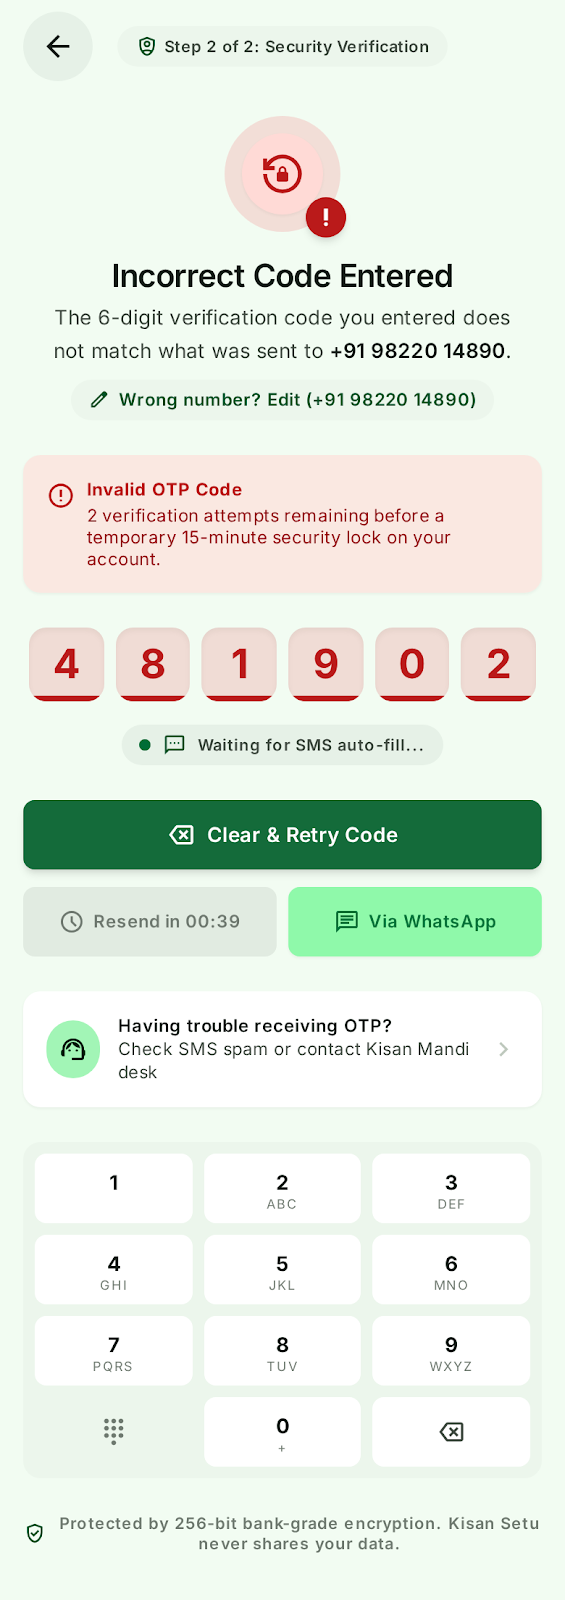 Step 2 of 2: Security Verification
!
Incorrect Code Entered
The 6-digit verification code you entered does
not match what was sent to +91 98220 14890.
Wrong number? Edit (+91 98220 14890)
Invalid OTP Code
2 verification attempts remaining before a
temporary 15-minute security lock on your
account.
4 8 1 9 0 2
Waiting for SMS auto-fill...
Clear & Retry Code
Resend in 00:39
Via WhatsApp
Having trouble receiving OTP?
Check SMS spam or contact Kisan Mandi
desk
1 2 3
ABC DEF
4 5 6
GHI JKL MNO
7 8 9
PQRS TUV WXYZ
0
+
Protected by 256-bit bank-grade encryption. Kisan Setu
never shares your data.